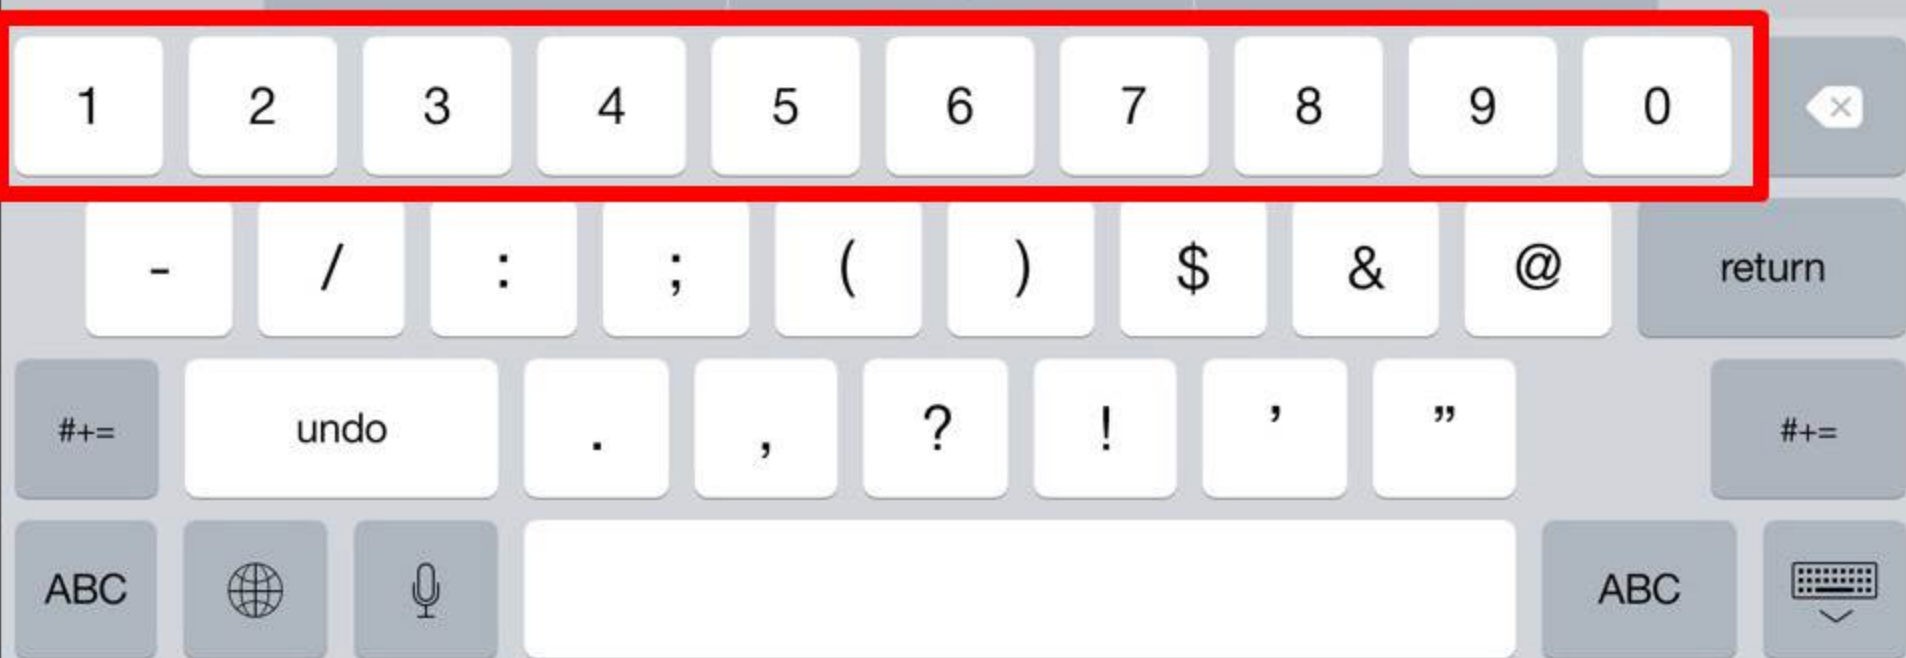 1 2 3 4 5 6 7 8 9 0
- / : ; ( ) $ & @ return
#+= undo . , ? ! ’ ” #+=
ABC ABC